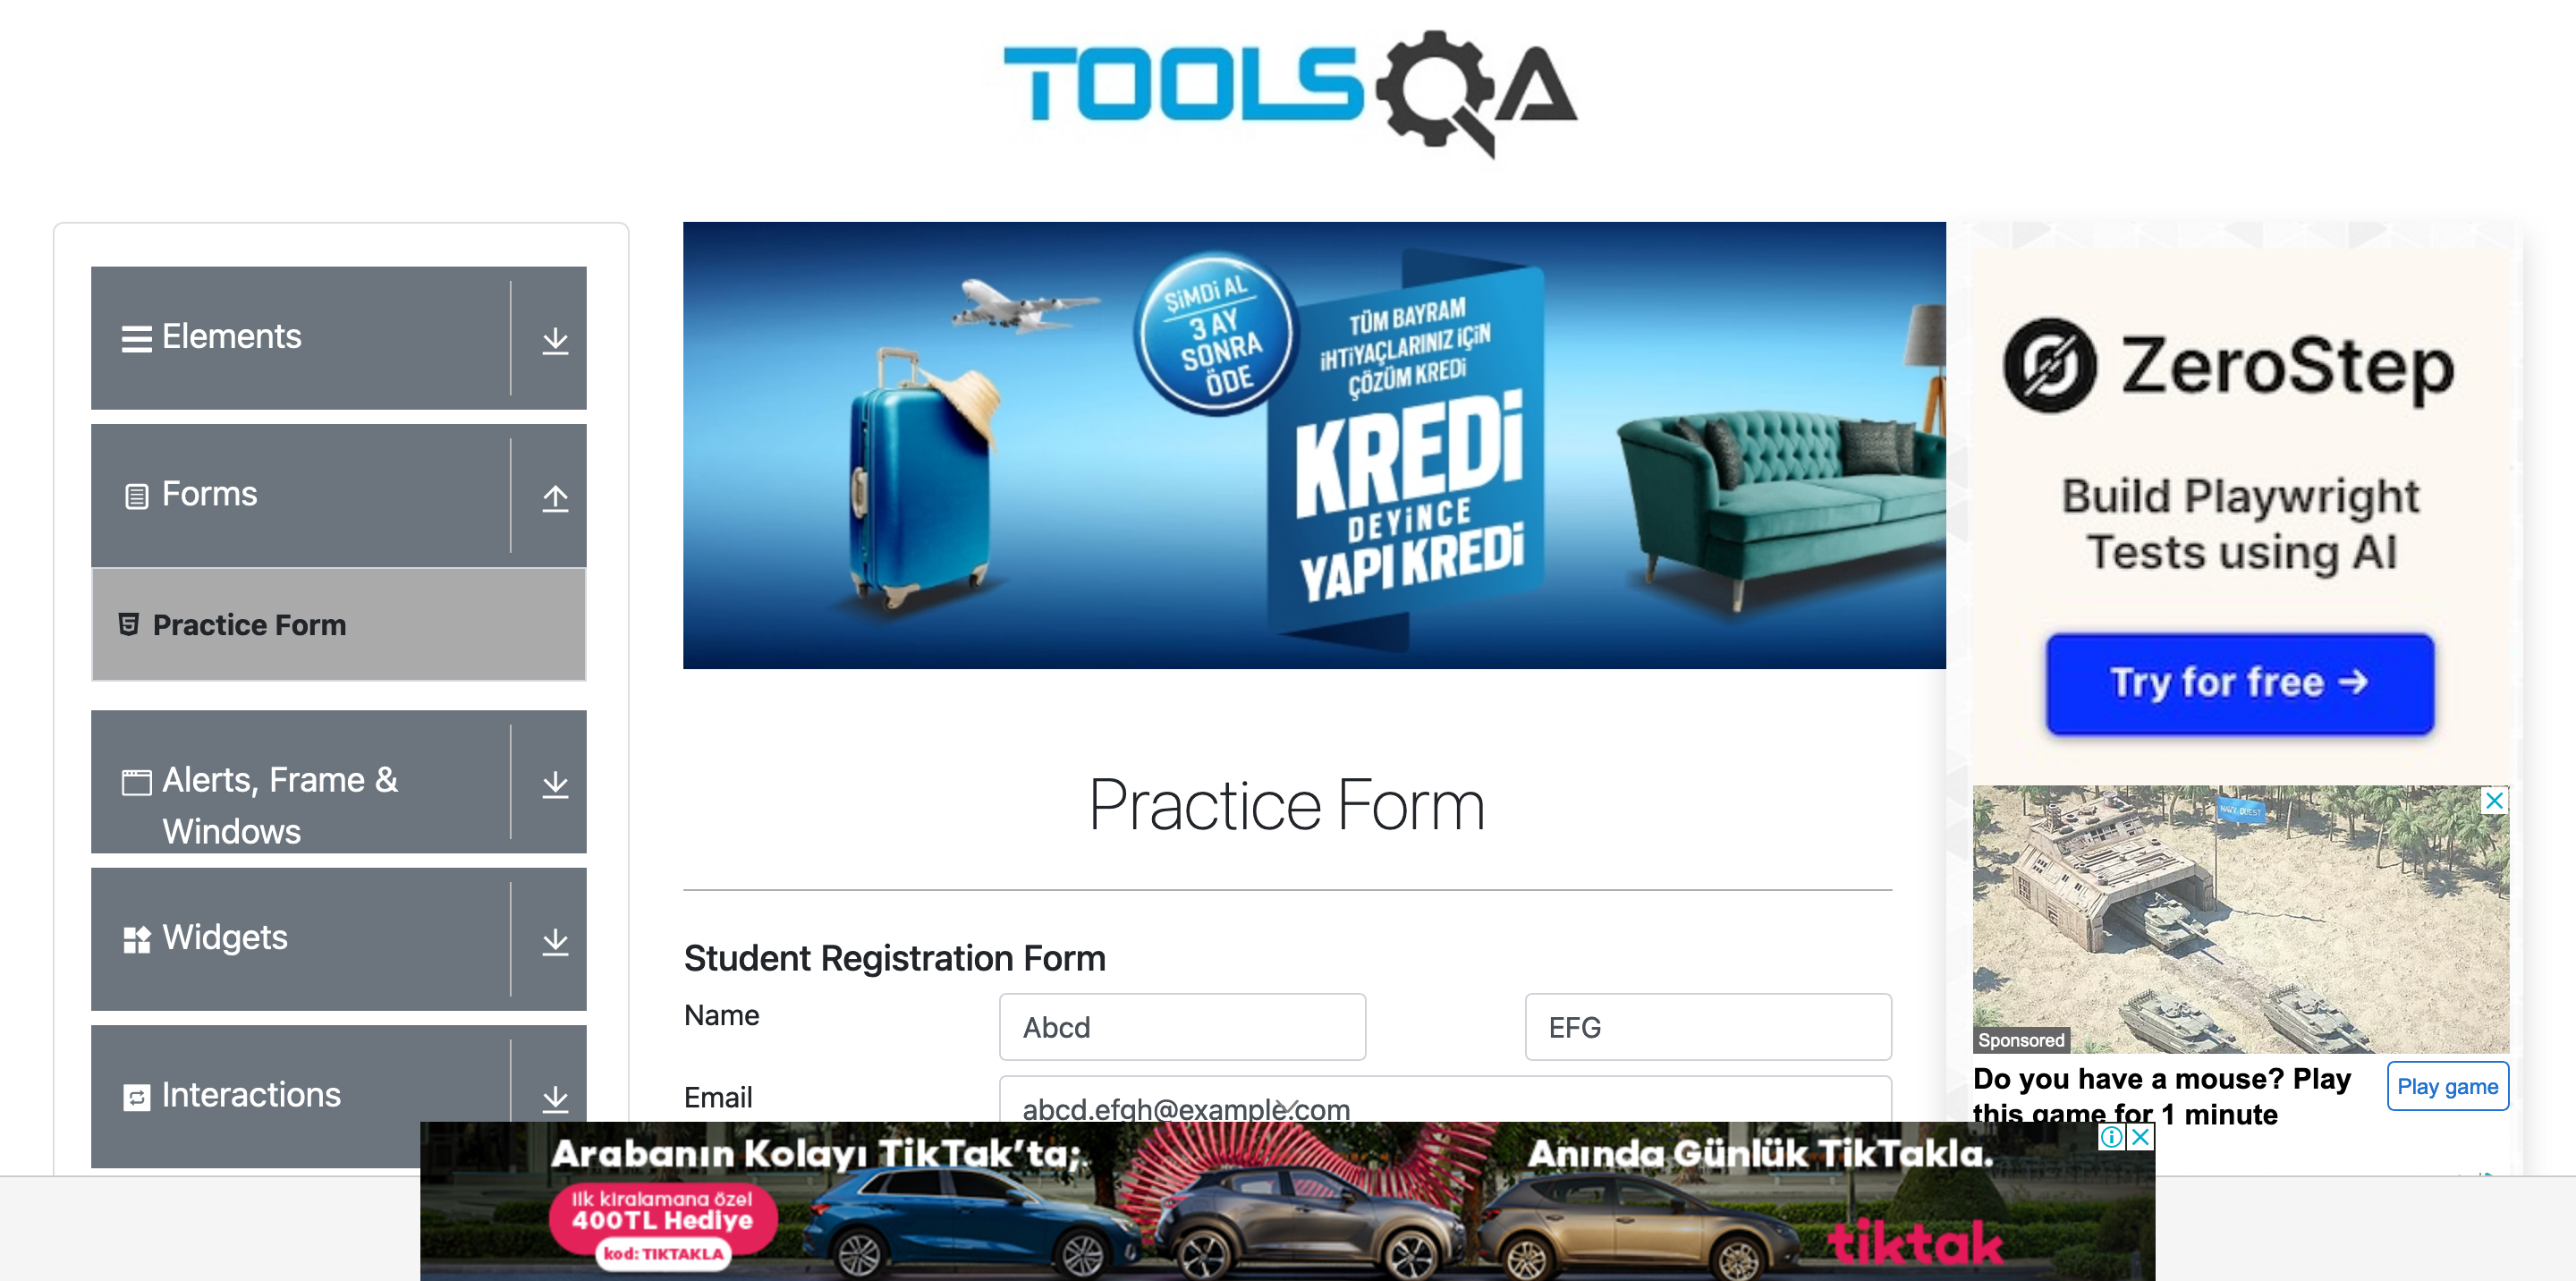 TOOLSQA
Elements
Forms
Practice Form
Alerts, Frame &
Windows
Widgets
Interactions
ŞİMDİ AL
3 AY
SONRA
ÖDE
TÜM BAYRAM
İHTİYAÇLARINIZ İÇİN
ÇÖZÜM KREDİ
KREDİ
DEYİNCE
YAPI KREDİ
Practice Form
Student Registration Form
Name
Abcd
EFG
Email
abcd.efgh@example.com
ZeroStep
Build Playwright
Tests using AI
Try for free →
NAVY QUEST
Sponsored
Do you have a mouse? Play
this game for 1 minute
Play game
Arabanın Kolayı TikTak'ta;
Anında Günlük TikTakla.
İlk kiralamana özel
400TL Hediye
kod: TIKTAKLA
tiktak